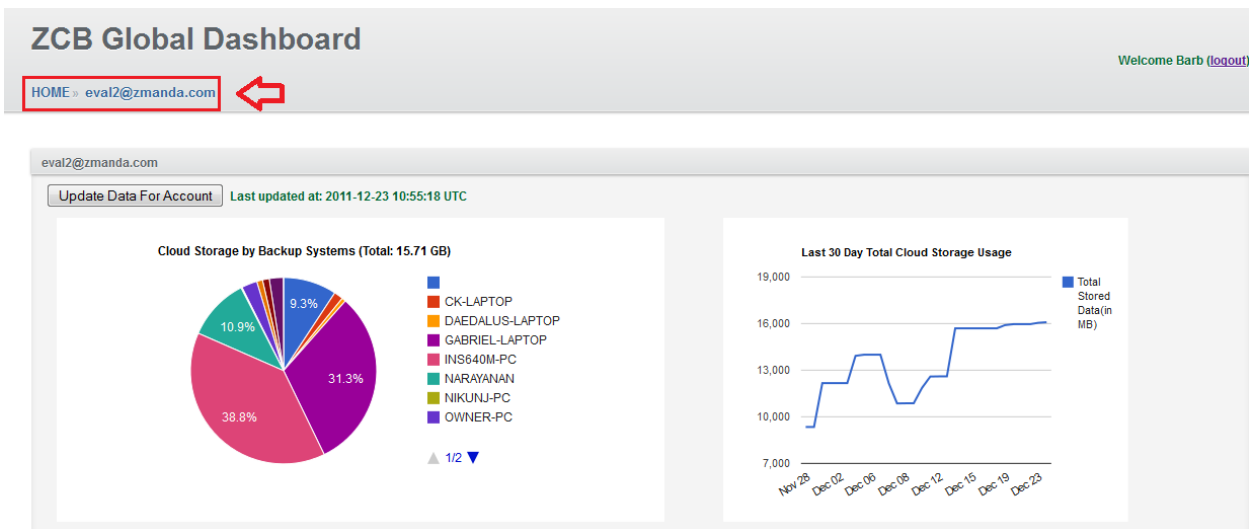 ZCB Global Dashboard
Welcome Barb (logout)
HOME » eval2@zmanda.com
eval2@zmanda.com
Update Data For Account Last updated at: 2011-12-23 10:55:18 UTC
Cloud Storage by Backup Systems (Total: 15.71 GB)
9.3%
10.9%
31.3%
38.8%
CK-LAPTOP
DAEDALUS-LAPTOP
GABRIEL-LAPTOP
INS640M-PC
NARAYANAN
NIKUNJ-PC
OWNER-PC
1/2
Last 30 Day Total Cloud Storage Usage
19,000
16,000
13,000
10,000
7,000
Nov 28 Dec 02 Dec 06 Dec 08 Dec 12 Dec 15 Dec 19 Dec 23
Total
Stored
Data(in
MB)